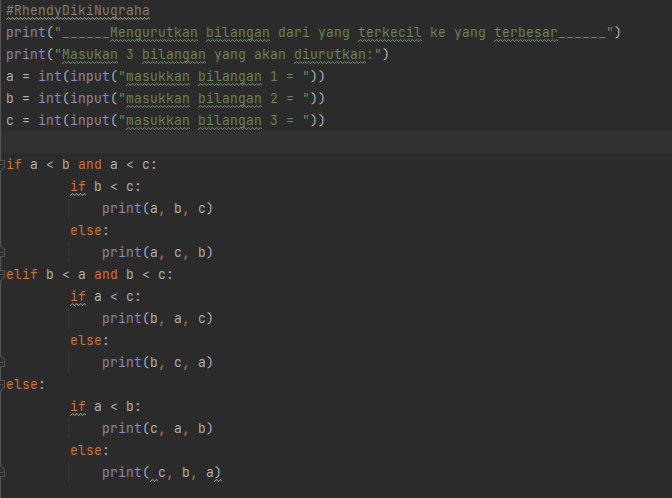 #RhendyDikiNugraha
print("______Mengurutkan bilangan dari yang terkecil ke yang terbesar______")
print("Masukan 3 bilangan yang akan diurutkan:")
a = int(input("masukkan bilangan 1 = "))
b = int(input("masukkan bilangan 2 = "))
c = int(input("masukkan bilangan 3 = "))

if a < b and a < c:
        if b < c:
            print(a, b, c)
        else:
            print(a, c, b)
elif b < a and b < c:
        if a < c:
            print(b, a, c)
        else:
            print(b, c, a)
else:
        if a < b:
            print(c, a, b)
        else:
            print( c, b, a)